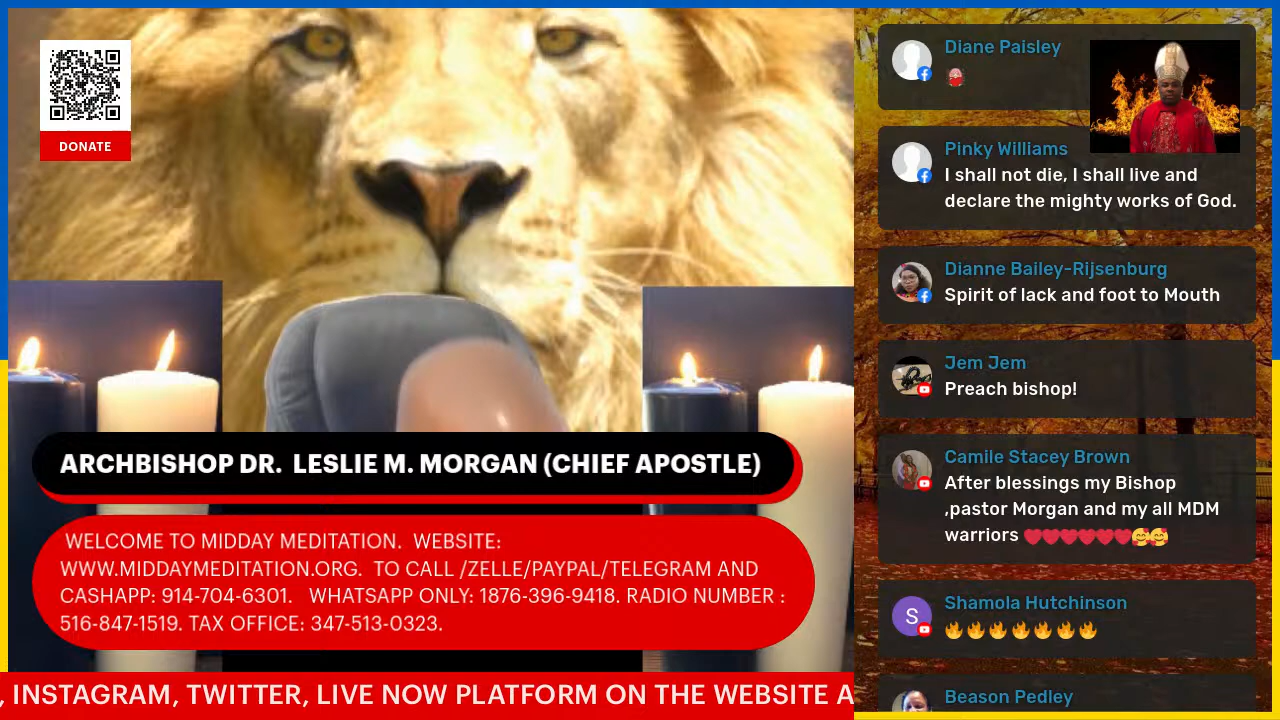 DONATE
ARCHBISHOP DR. LESLIE M. MORGAN (CHIEF APOSTLE)
WELCOME TO MIDDAY MEDITATION. WEBSITE:
WWW.MIDDAYMEDITATION.ORG. TO CALL /ZELLE/PAYPAL/TELEGRAM AND
CASHAPP: 914-704-6301. WHATSAPP ONLY: 1876-396-9418. RADIO NUMBER :
516-847-1519. TAX OFFICE: 347-513-0323.
, INSTAGRAM, TWITTER, LIVE NOW PLATFORM ON THE WEBSITE A
Diane Paisley
Pinky Williams
I shall not die, I shall live and
declare the mighty works of God.
Dianne Bailey-Rijsenburg
Spirit of lack and foot to Mouth
Jem Jem
Preach bishop!
Camile Stacey Brown
After blessings my Bishop
,pastor Morgan and my all MDM
warriors ❤️❤️❤️❤️❤️❤️🥰🥰
S
Shamola Hutchinson
🔥🔥🔥🔥🔥🔥🔥
Beason Pedley